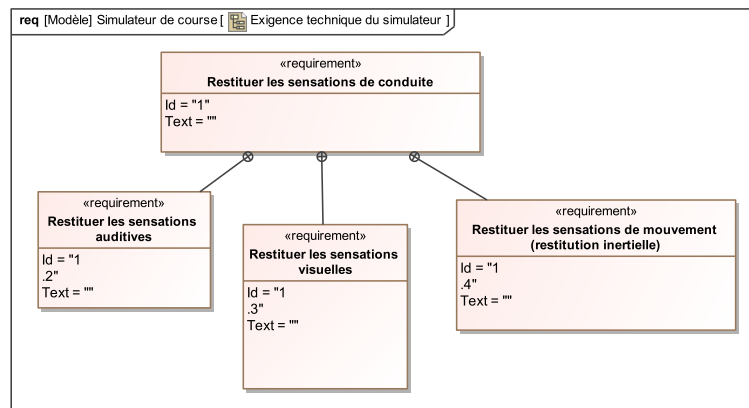 req [Modèle] Simulateur de course [ Exigence technique du simulateur ]
«requirement»
Restituer les sensations de conduite
Id = "1"
Text = ""
«requirement»
Restituer les sensations
auditives
Id = "1
.2"
Text = ""
«requirement»
Restituer les sensations
visuelles
Id = "1
.3"
Text = ""
«requirement»
Restituer les sensations de mouvement
(restitution inertielle)
Id = "1
.4"
Text = ""